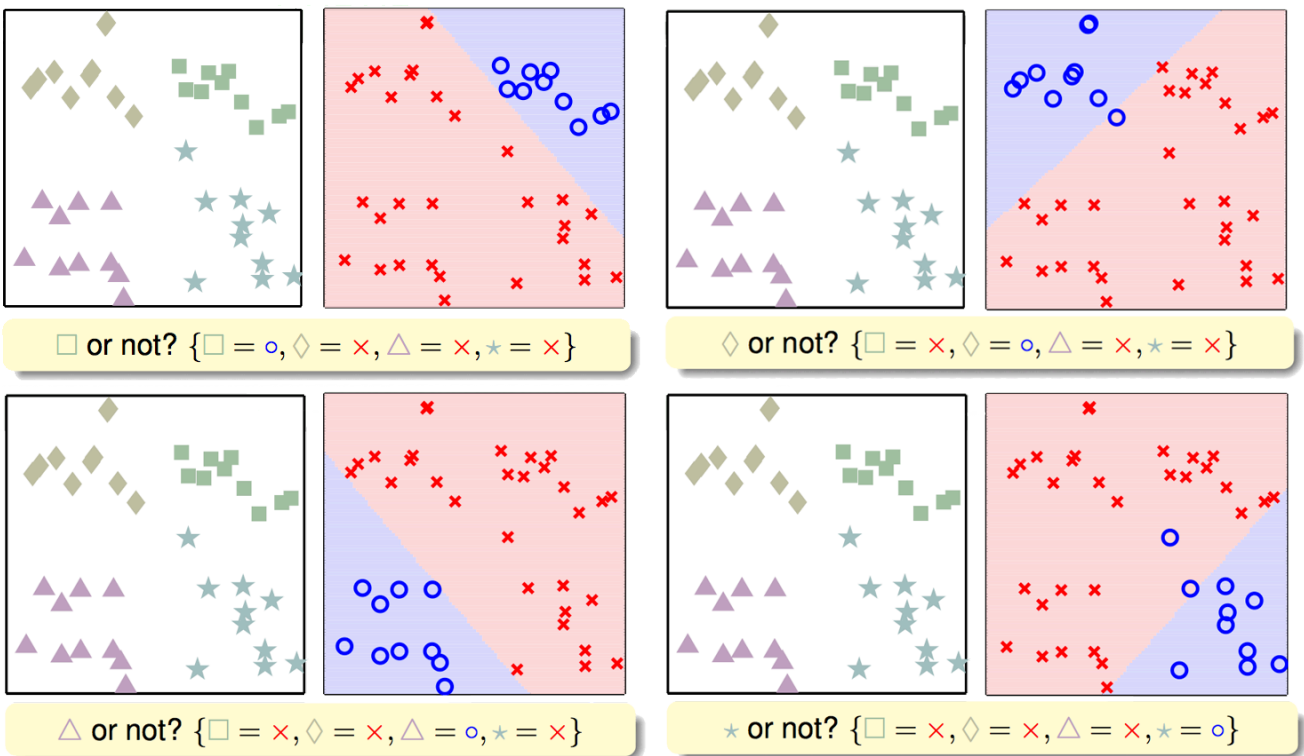 □ or not? {□ = ○, ◇ = ×, △ = ×, ⋆ = ×}
◇ or not? {□ = ×, ◇ = ○, △ = ×, ⋆ = ×}
△ or not? {□ = ×, ◇ = ×, △ = ○, ⋆ = ×}
⋆ or not? {□ = ×, ◇ = ×, △ = ×, ⋆ = ○}